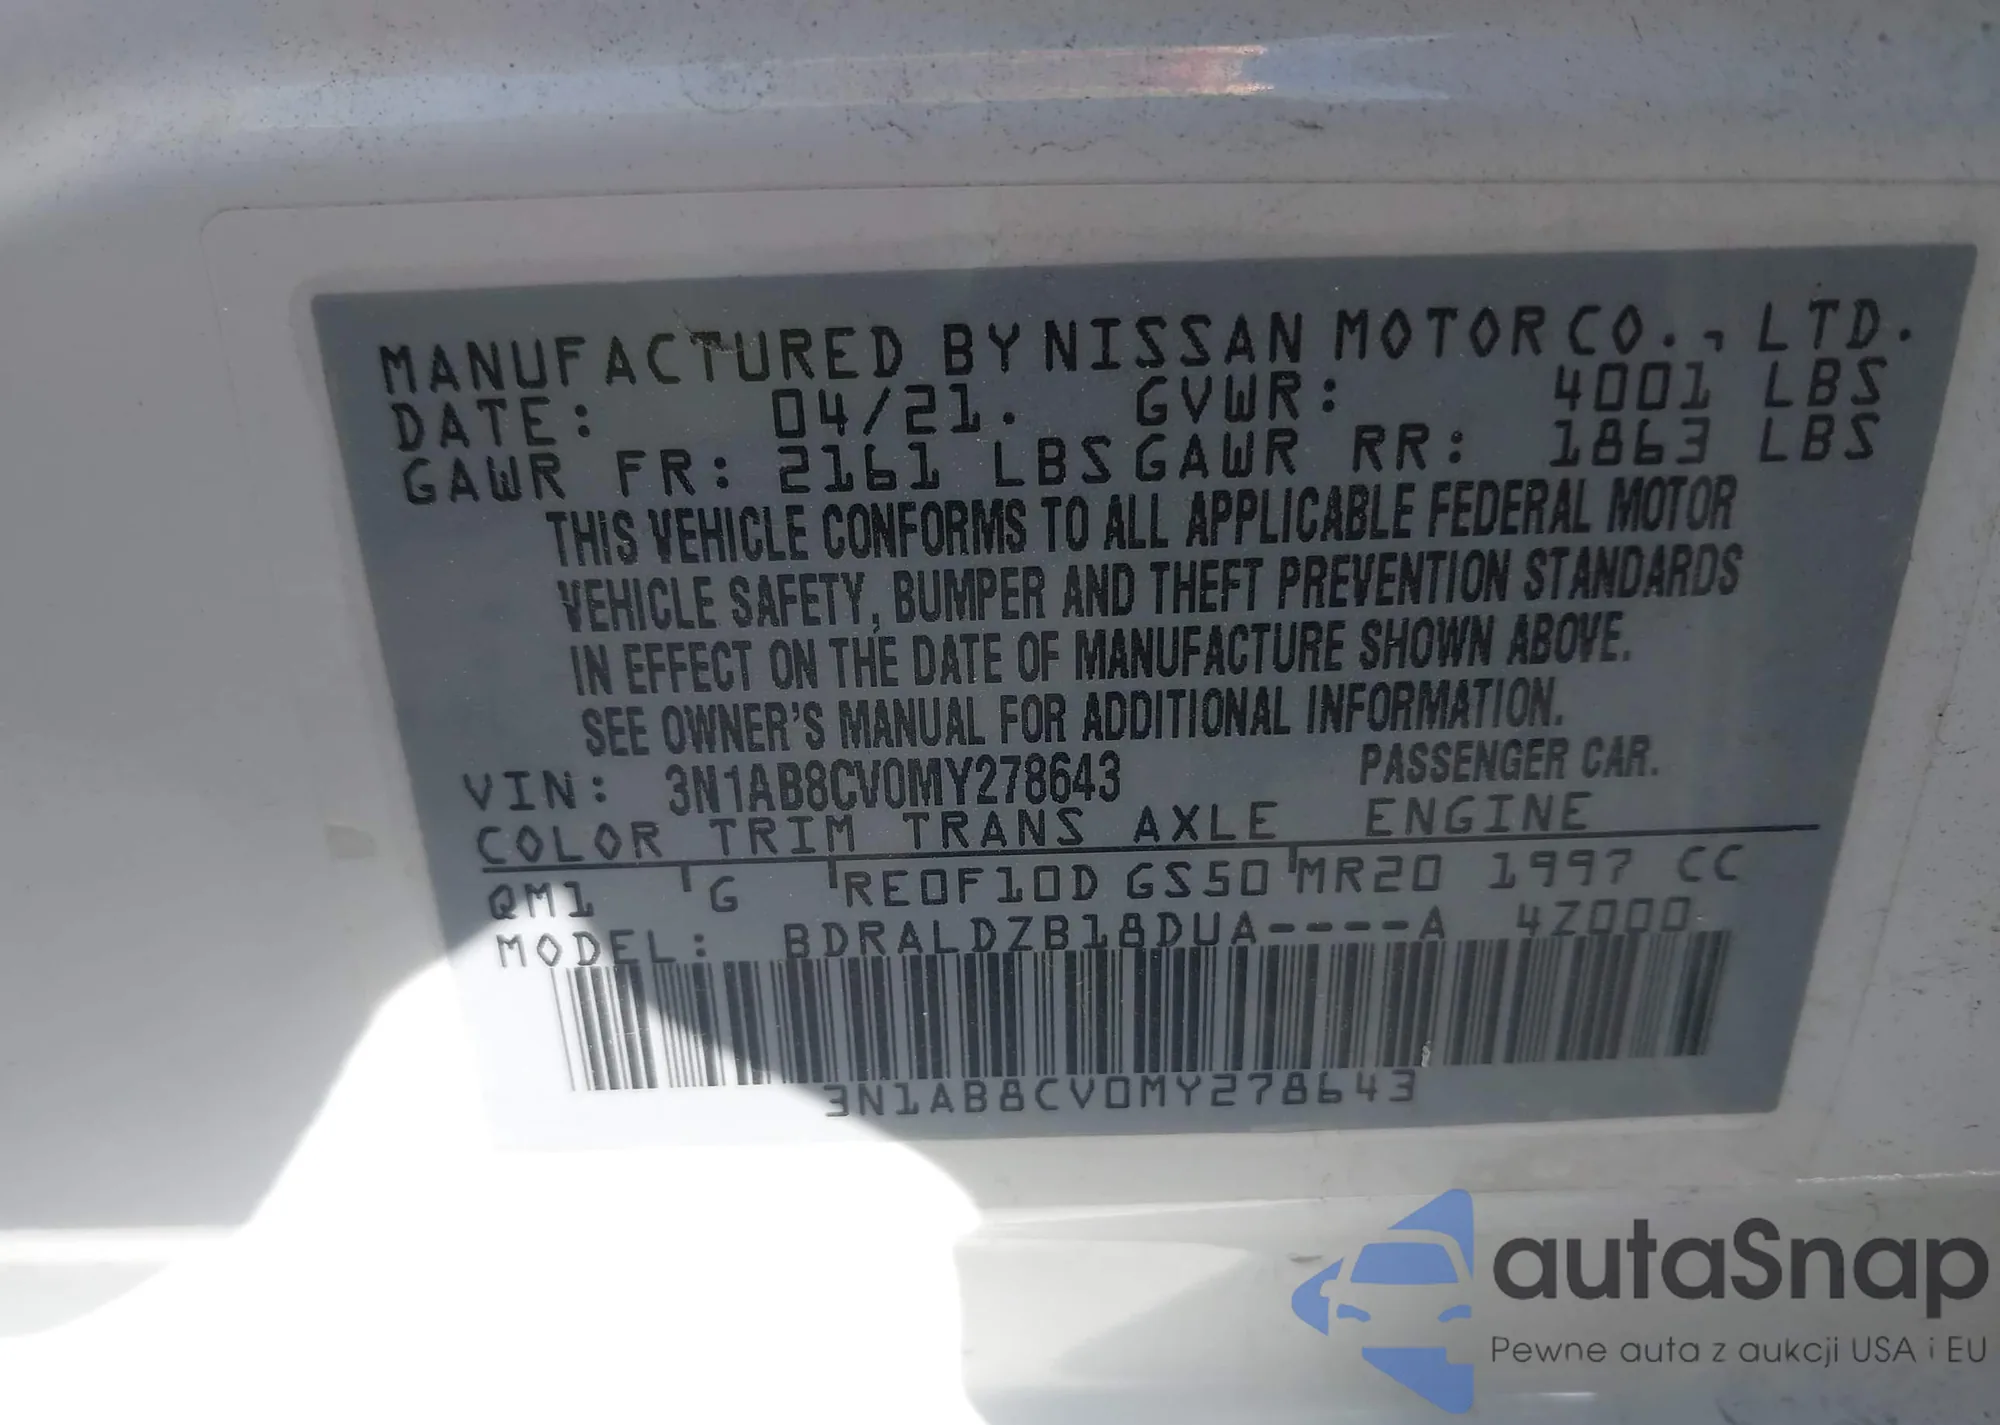 MANUFACTURED BY NISSAN MOTOR CO., LTD.
DATE: 04/21. GVWR: 4001 LBS
GAWR FR: 2161 LBS GAWR RR: 1863 LBS
THIS VEHICLE CONFORMS TO ALL APPLICABLE FEDERAL MOTOR
VEHICLE SAFETY, BUMPER AND THEFT PREVENTION STANDARDS
IN EFFECT ON THE DATE OF MANUFACTURE SHOWN ABOVE.
SEE OWNER'S MANUAL FOR ADDITIONAL INFORMATION.
VIN: 3N1AB8CV0MY278643 PASSENGER CAR.
COLOR TRIM TRANS AXLE ENGINE
QM1 G RE0F10D GS50 MR20 1997 CC
MODEL: BDRALDZB18DUA----A 4Z000
3N1AB8CV0MY278643
autaSnap
Pewne auta z aukcji USA i EU